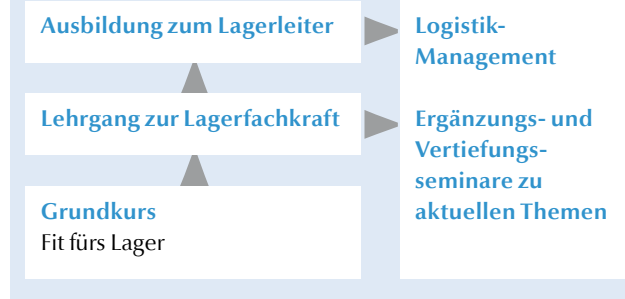 Ausbildung zum Lagerleiter
Lehrgang zur Lagerfachkraft
Grundkurs
Fit fürs Lager
Logistik-
Management
Ergänzungs- und
Vertiefungs-
seminare zu
aktuellen Themen